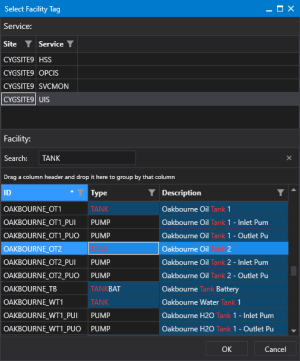 Select Facility Tag
Service:
Site Service
CYGSITE9 HSS
CYGSITE9 OPCIS
CYGSITE9 SVCMON
CYGSITE9 UIS
Facility:
Search: TANK
Drag a column header and drop it here to group by that column
ID Type Description
OAKBOURNE_OT1 TANK Oakbourne Oil Tank 1
OAKBOURNE_OT1_PUI PUMP Oakbourne Oil Tank 1 - Inlet Pum
OAKBOURNE_OT1_PUO PUMP Oakbourne Oil Tank 1 - Outlet Pu
OAKBOURNE_OT2 TANK Oakbourne Oil Tank 2
OAKBOURNE_OT2_PUI PUMP Oakbourne Oil Tank 2 - Inlet Pum
OAKBOURNE_OT2_PUO PUMP Oakbourne Oil Tank 2 - Outlet Pu
OAKBOURNE_TB TANKBAT Oakbourne Tank Battery
OAKBOURNE_WT1 TANK Oakbourne Water Tank 1
OAKBOURNE_WT1_PUI PUMP Oakbourne H2O Tank 1 - Inlet Pum
OAKBOURNE_WT1_PUO PUMP Oakbourne H2O Tank 1 - Outlet Pu
OK Cancel